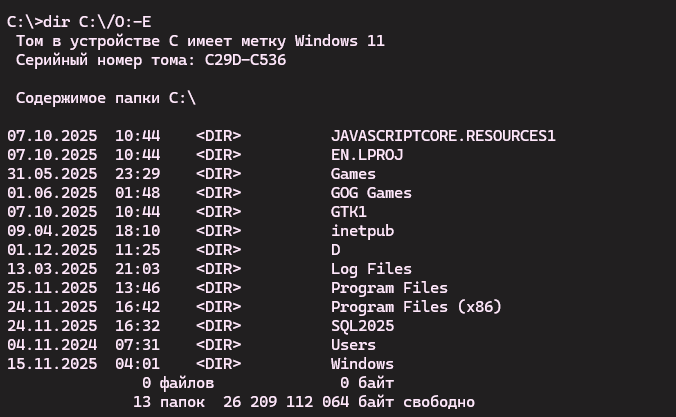 C:\>dir C:\/O:-E
Том в устройстве C имеет метку Windows 11
Серийный номер тома: C29D-C536
Содержимое папки C:\
07.10.2025  10:44    <DIR>          JAVASCRIPTCORE.RESOURCES1
07.10.2025  10:44    <DIR>          EN.LPROJ
31.05.2025  23:29    <DIR>          Games
01.06.2025  01:48    <DIR>          GOG Games
07.10.2025  10:44    <DIR>          GTK1
09.04.2025  18:10    <DIR>          inetpub
01.12.2025  11:25    <DIR>          D
13.03.2025  21:03    <DIR>          Log Files
25.11.2025  13:46    <DIR>          Program Files
24.11.2025  16:42    <DIR>          Program Files (x86)
24.11.2025  16:32    <DIR>          SQL2025
04.11.2024  07:31    <DIR>          Users
15.11.2025  04:01    <DIR>          Windows
0 файлов              0 байт
13 папок  26 209 112 064 байт свободно